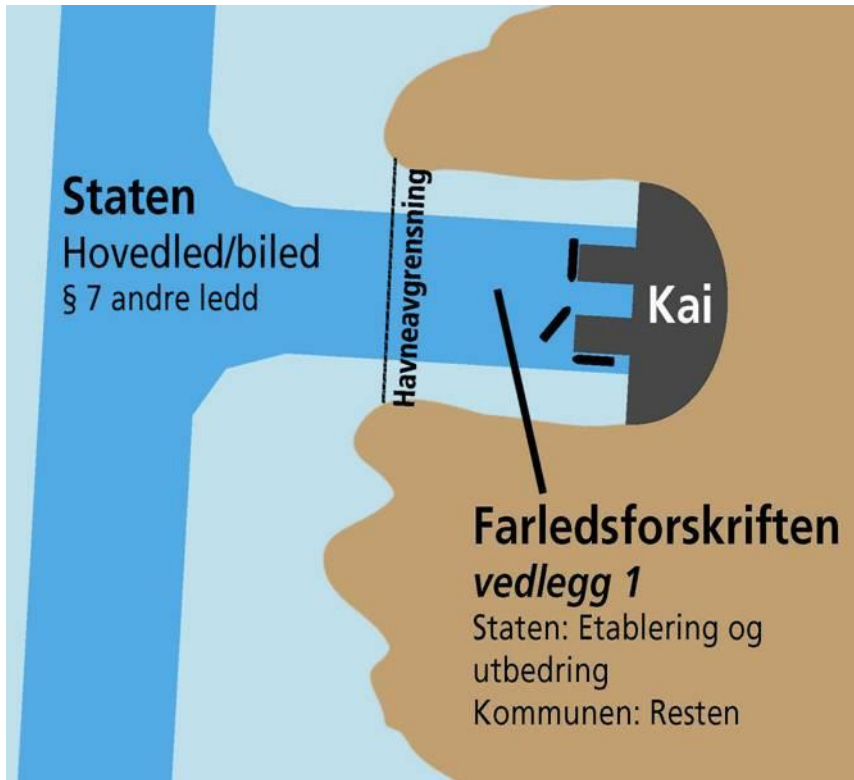 Staten
Hovedled/biled
§ 7 andre ledd
Havneavgrensning
Kai
Farledsforskriften
vedlegg 1
Staten: Etablering og
utbedring
Kommunen: Resten